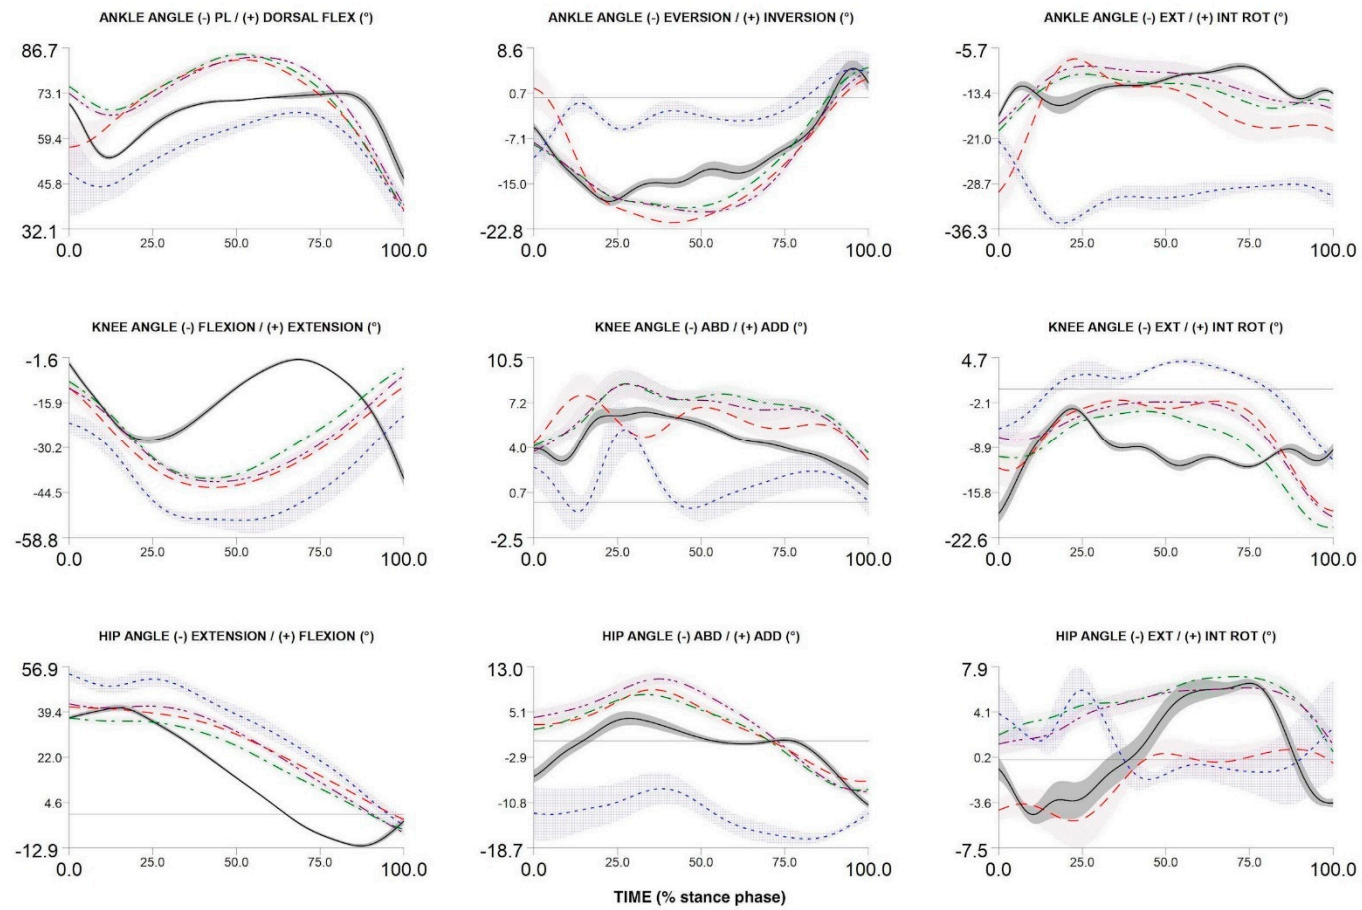 ANKLE ANGLE (-) PL / (+) DORSAL FLEX (°)
86.7
73.1
59.4
45.8
32.1
0.0 25.0 50.0 75.0 100.0
ANKLE ANGLE (-) EVERSION / (+) INVERSION (°)
8.6
0.7
-7.1
-15.0
-22.8
0.0 25.0 50.0 75.0 100.0
ANKLE ANGLE (-) EXT / (+) INT ROT (°)
-5.7
-13.4
-21.0
-28.7
-36.3
0.0 25.0 50.0 75.0 100.0
KNEE ANGLE (-) FLEXION / (+) EXTENSION (°)
-1.6
-15.9
-30.2
-44.5
-58.8
0.0 25.0 50.0 75.0 100.0
KNEE ANGLE (-) ABD / (+) ADD (°)
10.5
7.2
4.0
0.7
-2.5
0.0 25.0 50.0 75.0 100.0
KNEE ANGLE (-) EXT / (+) INT ROT (°)
4.7
-2.1
-8.9
-15.8
-22.6
0.0 25.0 50.0 75.0 100.0
HIP ANGLE (-) EXTENSION / (+) FLEXION (°)
56.9
39.4
22.0
4.6
-12.9
0.0 25.0 50.0 75.0 100.0
HIP ANGLE (-) ABD / (+) ADD (°)
13.0
5.1
-2.9
-10.8
-18.7
0.0 25.0 50.0 75.0 100.0
HIP ANGLE (-) EXT / (+) INT ROT (°)
7.9
4.1
0.2
-3.6
-7.5
0.0 25.0 50.0 75.0 100.0
TIME (% stance phase)